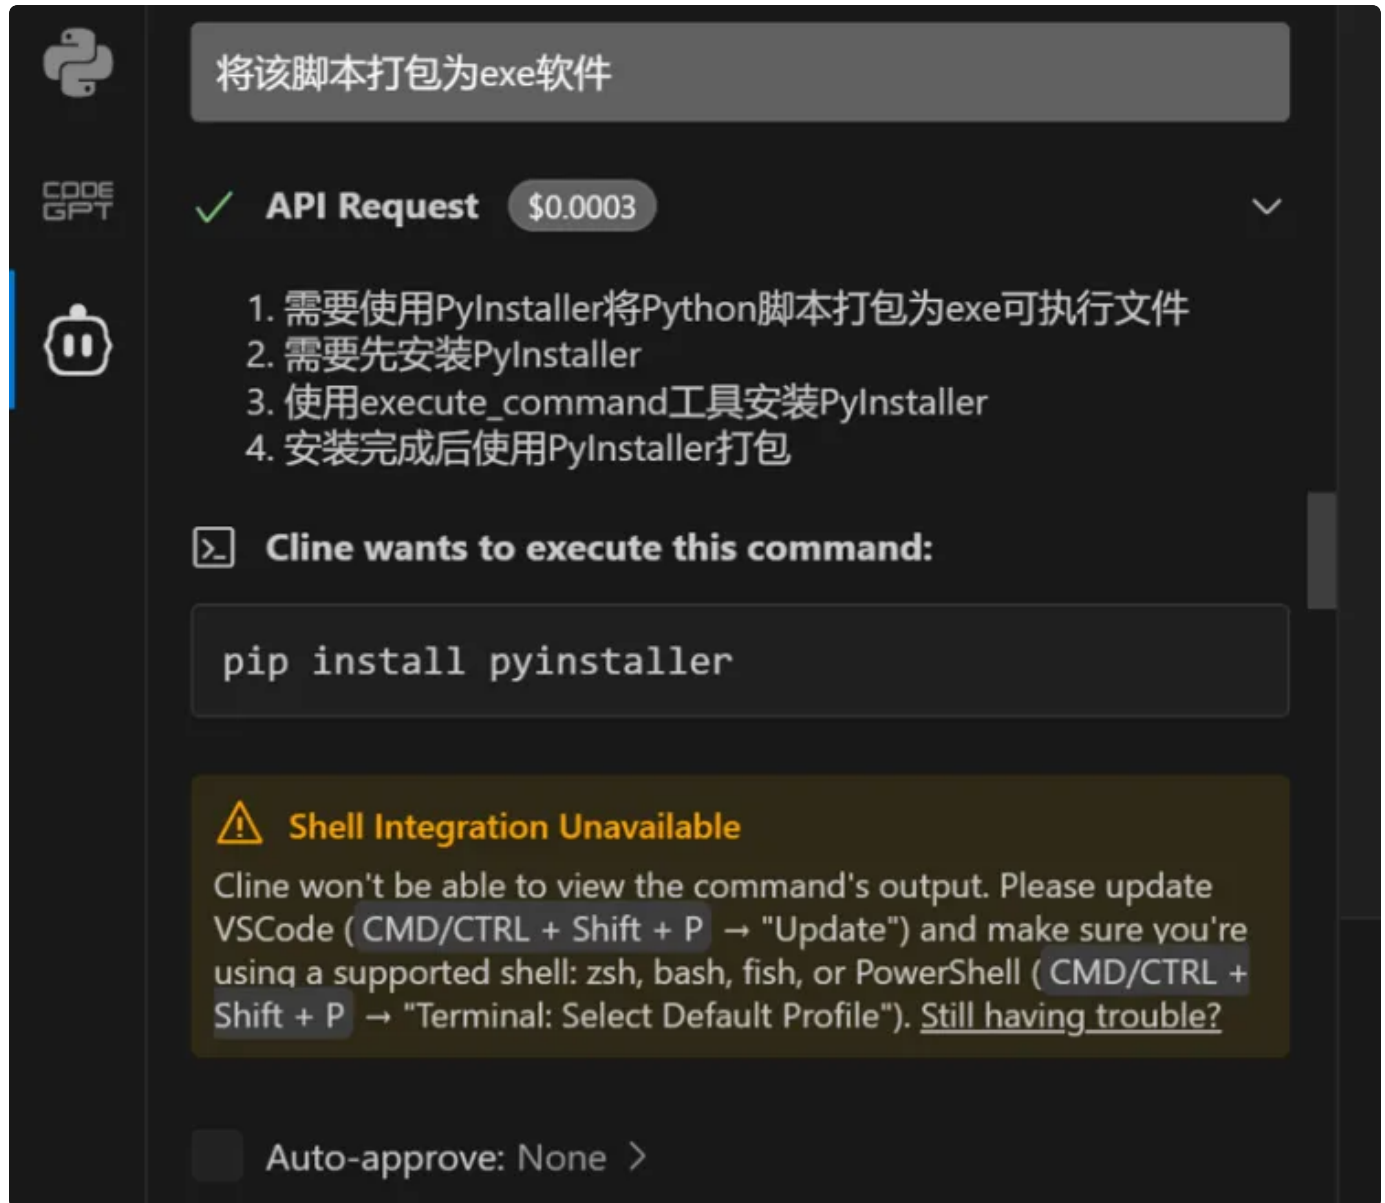 将该脚本打包为exe软件
CODE
GPT
API Request $0.0003
1. 需要使用PyInstaller将Python脚本打包为exe可执行文件
2. 需要先安装PyInstaller
3. 使用execute_command工具安装PyInstaller
4. 安装完成后使用PyInstaller打包
Cline wants to execute this command:
pip install pyinstaller
Shell Integration Unavailable
Cline won't be able to view the command's output. Please update
VSCode ( CMD/CTRL + Shift + P → "Update") and make sure you're
using a supported shell: zsh, bash, fish, or PowerShell ( CMD/CTRL +
Shift + P → "Terminal: Select Default Profile"). Still having trouble?
Auto-approve: None >